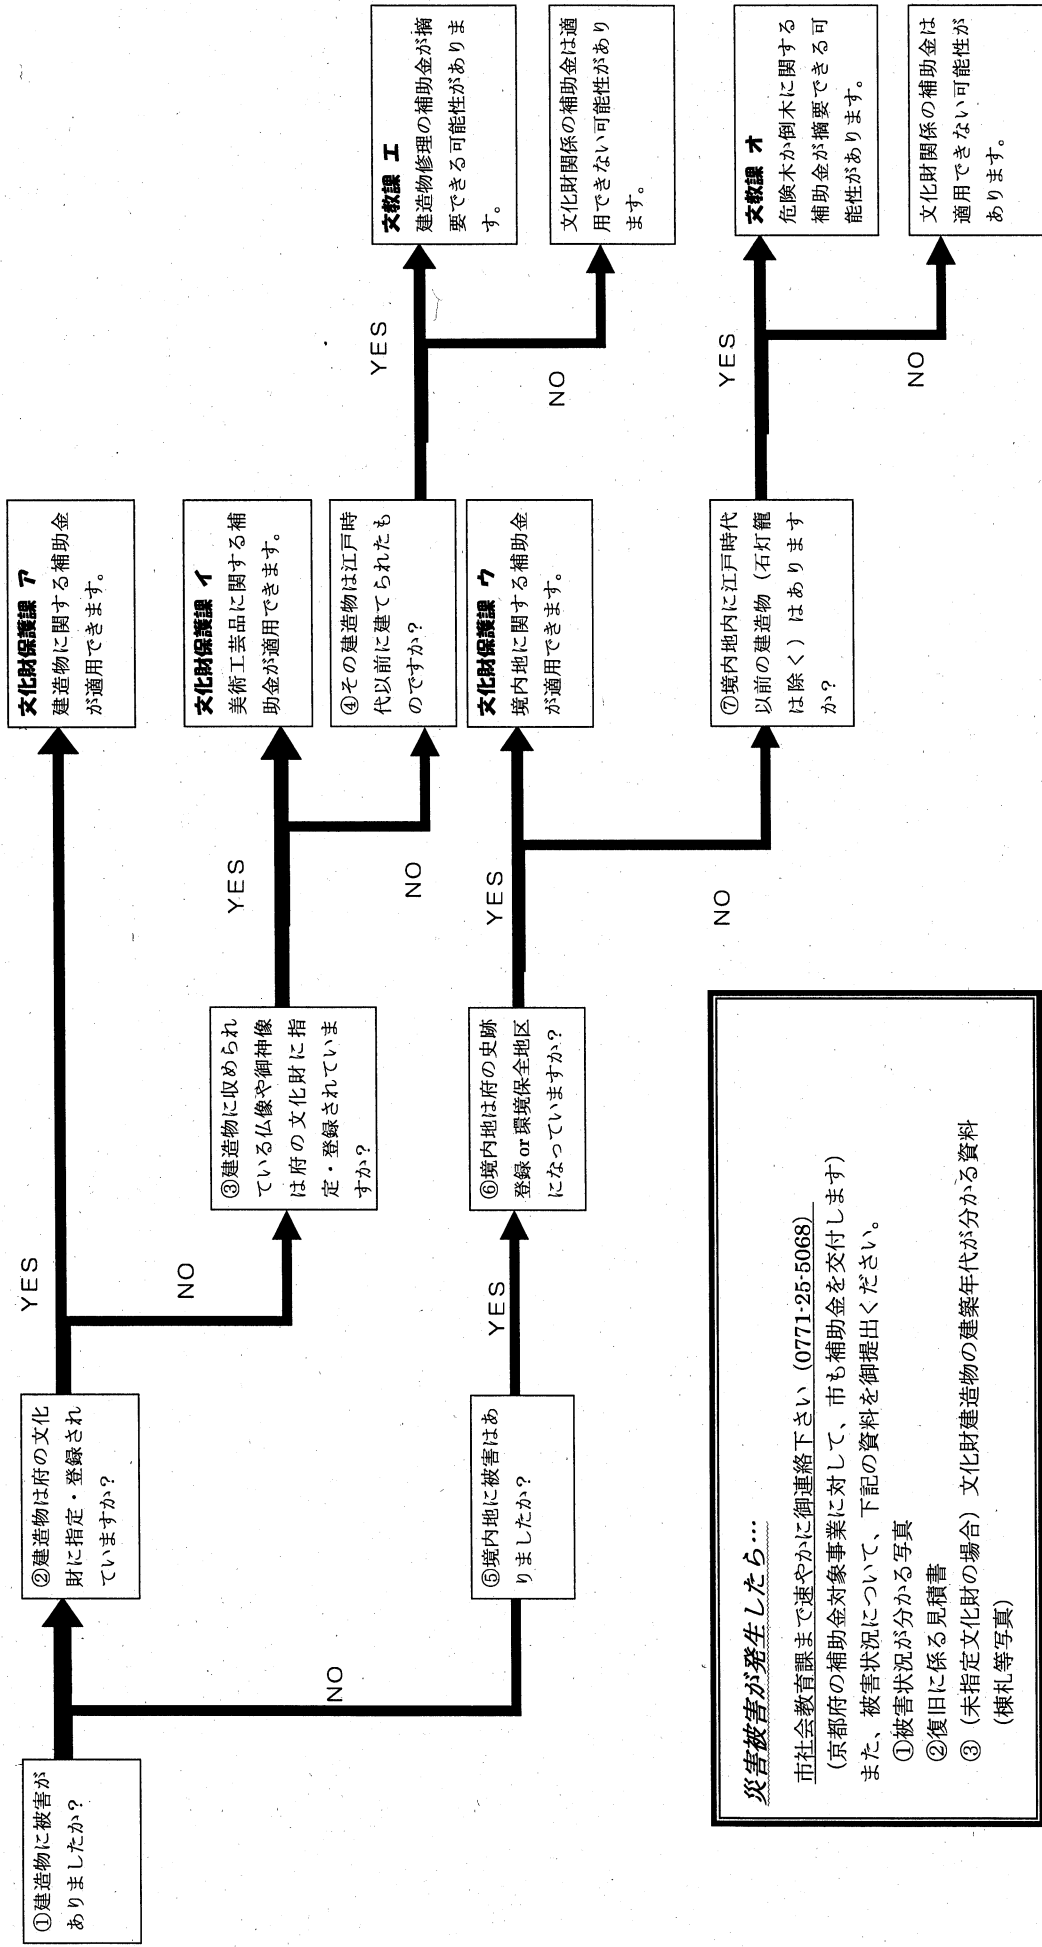 ①建造物に被害が
ありましたか？
②建造物は府の文化
財に指定・登録され
ていますか？
YES
NO
文化財保護課 ア
建造物に関する補助金
が適用できます。
YES
NO
③建造物に収められ
ている仏像や御神像
は府の文化財に指
定・登録されていま
すか？
文化財保護課 イ
美術工芸品に関する補
助金が適用できます。
YES
NO
④その建造物は江戸時
代以前に建てられたも
のですか？
YES
文教課 エ
建造物修理の補助金が摘
要できる可能性がありま
す。
NO
文化財関係の補助金は適
用できない可能性があり
ます。
⑤境内地に被害はあ
りましたか？
YES
⑥境内地は府の史跡
登録or環境保全地区
になっていますか？
文化財保護課 ウ
境内地に関する補助金
が適用できます。
NO
⑦境内地内に江戸時代
以前の建造物（石灯籠
は除く）はあります
か？
YES
文教課 オ
危険木か倒木に関する
補助金が摘要できる可
能性があります。
NO
文化財関係の補助金は
適用できない可能性が
あります。
災害被害が発生したら…
市社会教育課まで速やかに御連絡下さい（0771-25-5068）
（京都府の補助金対象事業に対して、市も補助金を交付します）
また、被害状況について、下記の資料を御提出ください。
①被害状況が分かる写真
②復旧に係る見積書
③（未指定文化財の場合）文化財建造物の建築年代が分かる資料
（棟札等写真）